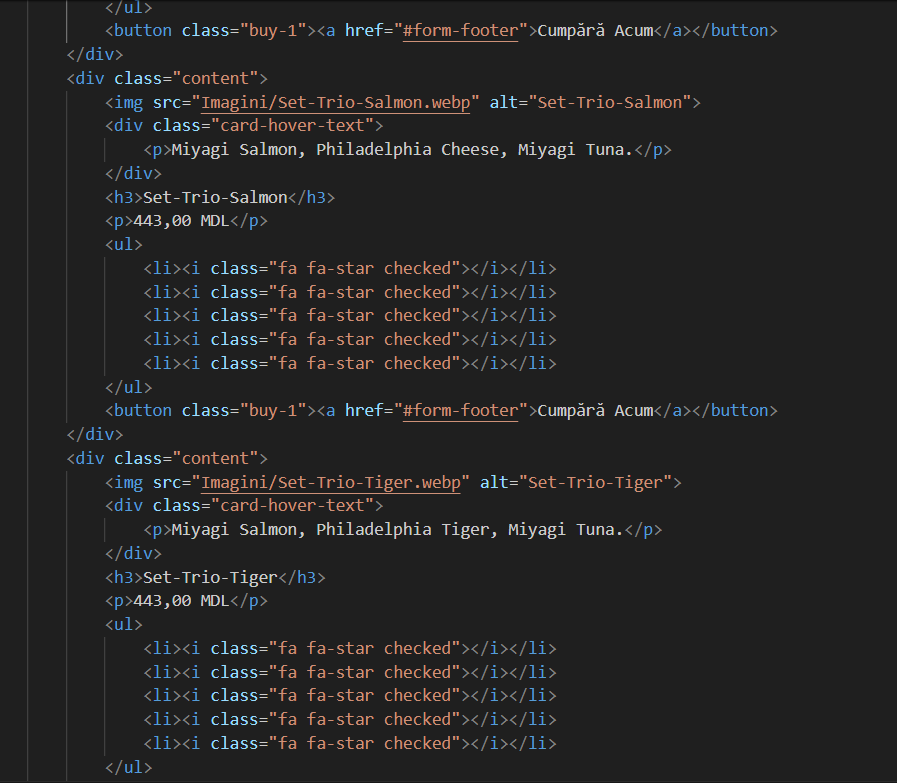 </ul>
<button class="buy-1"><a href="#form-footer">Cumpără Acum</a></button>
</div>
<div class="content">
<img src="Imagini/Set-Trio-Salmon.webp" alt="Set-Trio-Salmon">
<div class="card-hover-text">
<p>Miyagi Salmon, Philadelphia Cheese, Miyagi Tuna.</p>
</div>
<h3>Set-Trio-Salmon</h3>
<p>443,00 MDL</p>
<ul>
<li><i class="fa fa-star checked"></i></li>
<li><i class="fa fa-star checked"></i></li>
<li><i class="fa fa-star checked"></i></li>
<li><i class="fa fa-star checked"></i></li>
<li><i class="fa fa-star checked"></i></li>
</ul>
<button class="buy-1"><a href="#form-footer">Cumpără Acum</a></button>
</div>
<div class="content">
<img src="Imagini/Set-Trio-Tiger.webp" alt="Set-Trio-Tiger">
<div class="card-hover-text">
<p>Miyagi Salmon, Philadelphia Tiger, Miyagi Tuna.</p>
</div>
<h3>Set-Trio-Tiger</h3>
<p>443,00 MDL</p>
<ul>
<li><i class="fa fa-star checked"></i></li>
<li><i class="fa fa-star checked"></i></li>
<li><i class="fa fa-star checked"></i></li>
<li><i class="fa fa-star checked"></i></li>
<li><i class="fa fa-star checked"></i></li>
</ul>